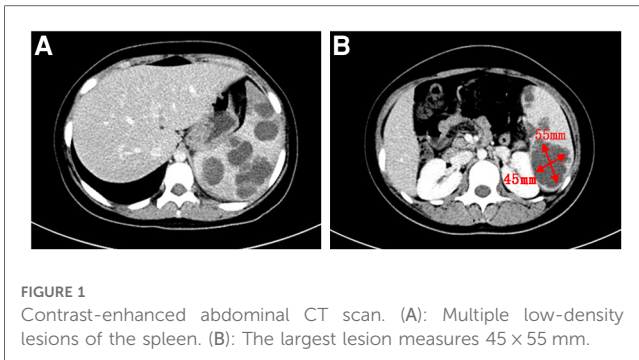 A
B
55mm
45mm
FIGURE 1
Contrast-enhanced abdominal CT scan. (A): Multiple low-density
lesions of the spleen. (B): The largest lesion measures 45 × 55 mm.